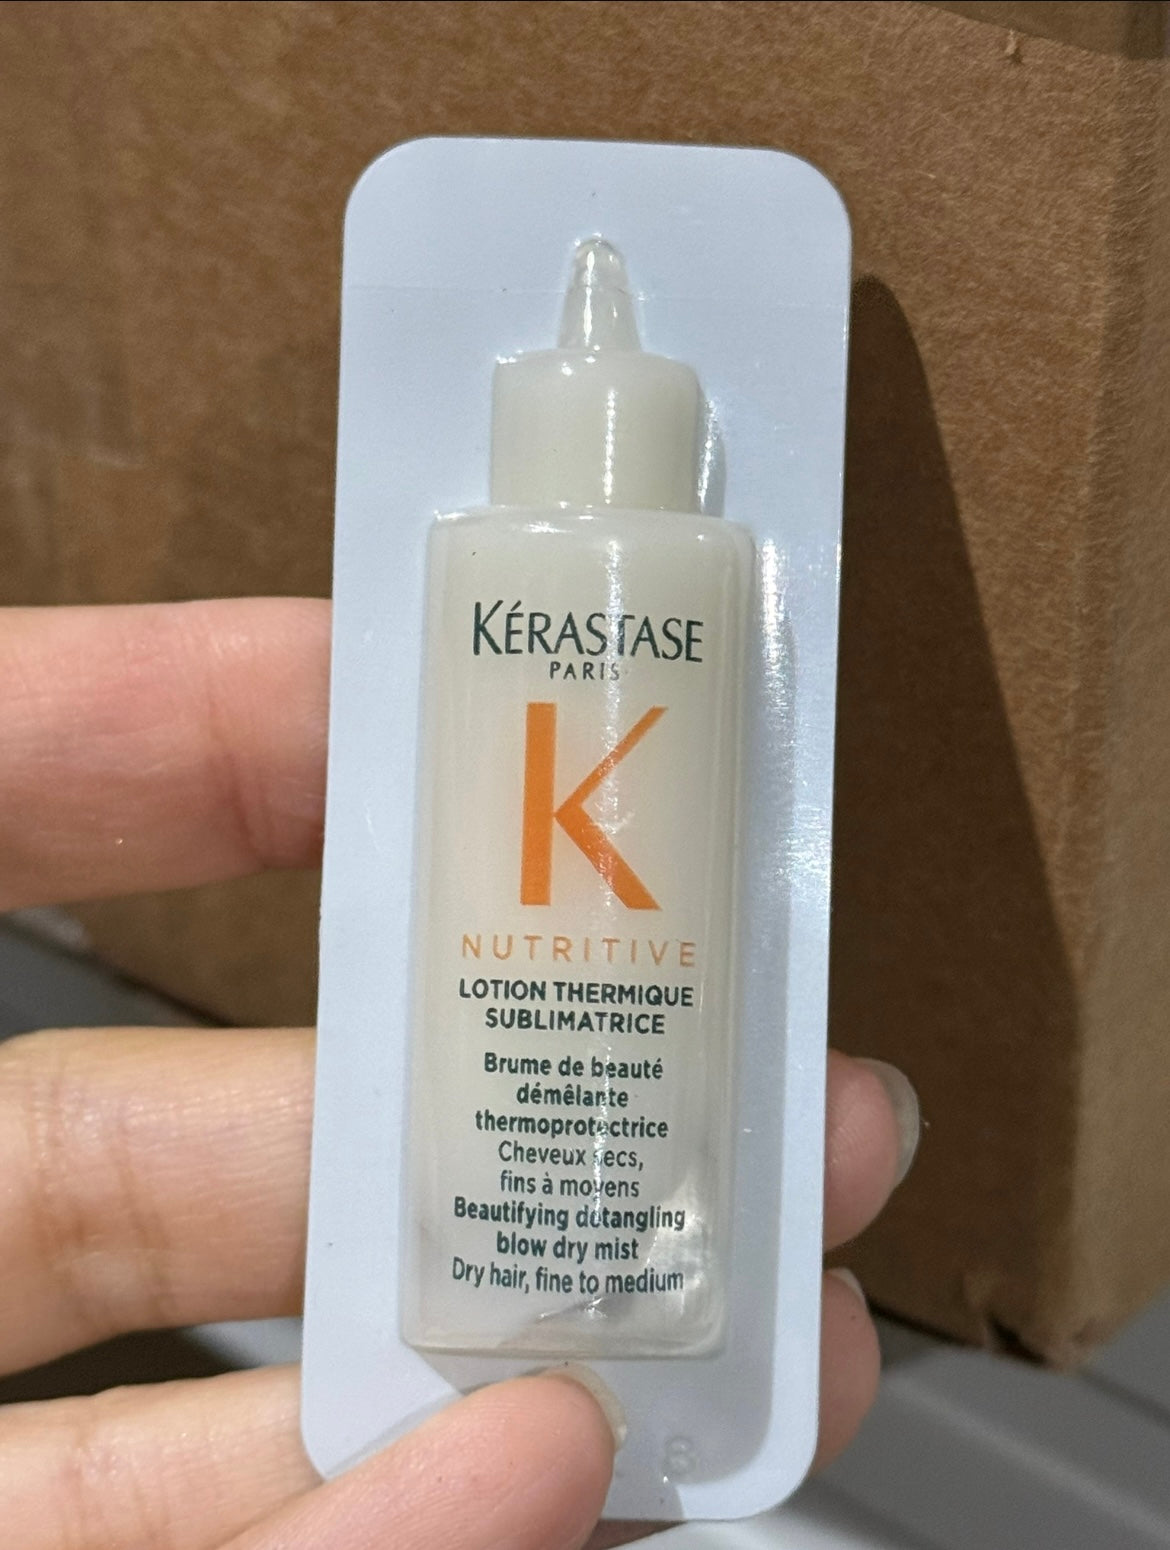 KÉRASTASE
PARIS
K
NUTRITIVE
LOTION THERMIQUE
SUBLIMATRICE
Brume de beauté
démêlante
thermoprotectrice
Cheveux secs,
fins à moyens
Beautifying detangling
blow dry mist
Dry hair, fine to medium
8